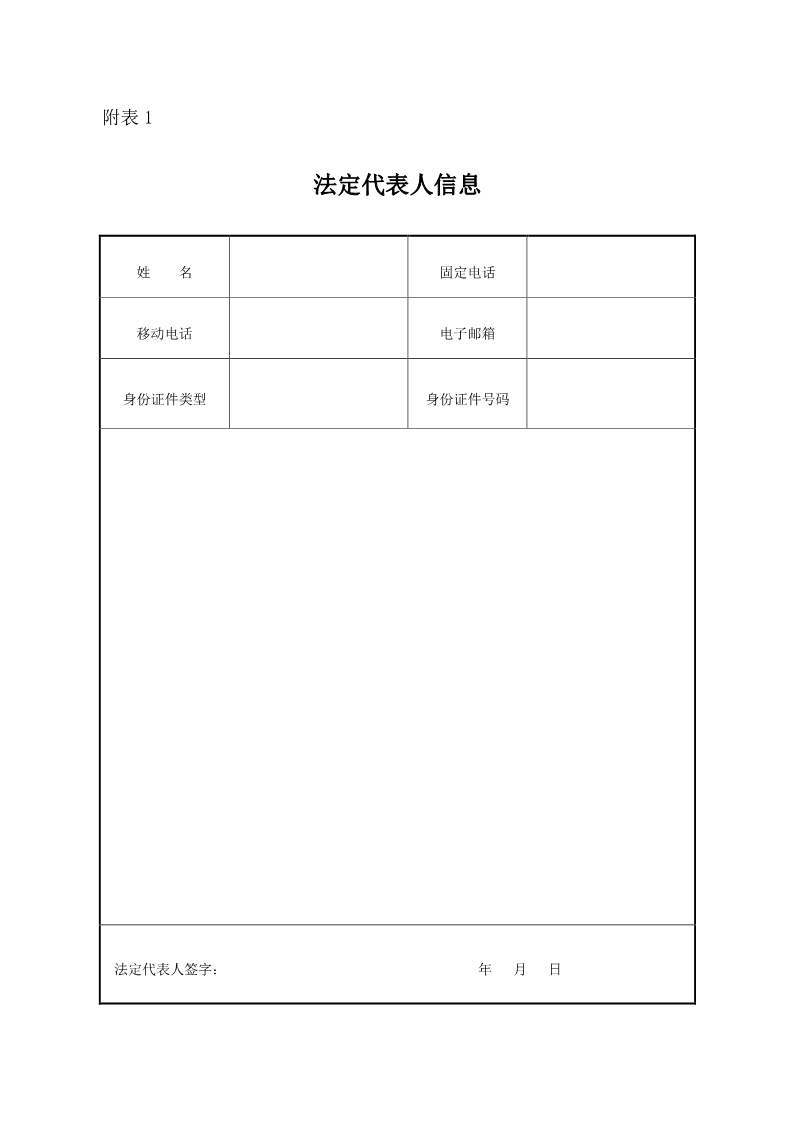 附表 1
法定代表人信息
姓　　名　　固定电话
移动电话　　电子邮箱
身份证件类型　　身份证件号码
法定代表人签字：　　年　月　日